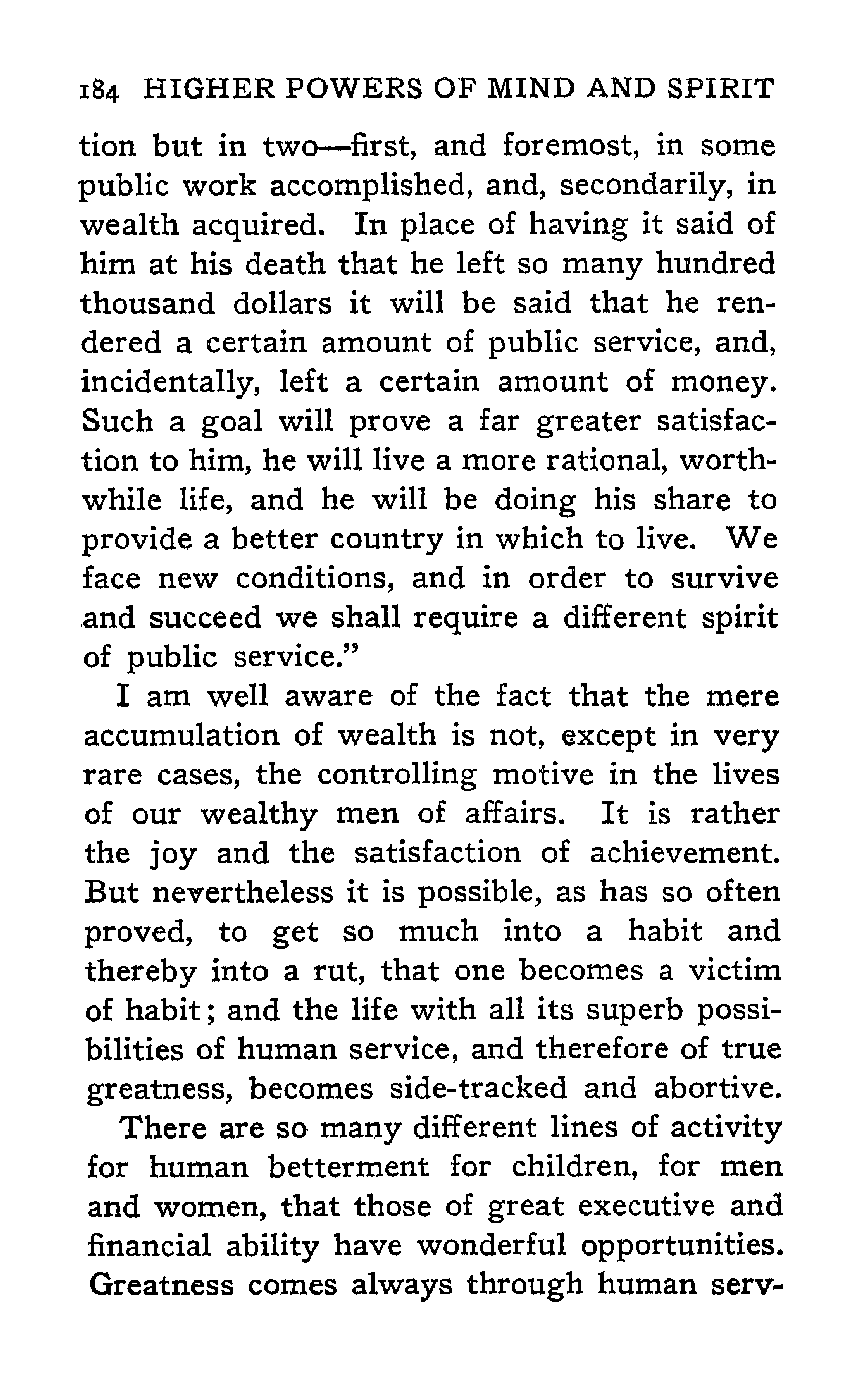 184 HIGHER POWERS OF MIND AND SPIRIT
tion but in two—first, and foremost, in some
public work accomplished, and, secondarily, in
wealth acquired. In place of having it said of
him at his death that he left so many hundred
thousand dollars it will be said that he ren-
dered a certain amount of public service, and,
incidentally, left a certain amount of money.
Such a goal will prove a far greater satisfac-
tion to him, he will live a more rational, worth-
while life, and he will be doing his share to
provide a better country in which to live. We
face new conditions, and in order to survive
and succeed we shall require a different spirit
of public service.”
I am well aware of the fact that the mere
accumulation of wealth is not, except in very
rare cases, the controlling motive in the lives
of our wealthy men of affairs. It is rather
the joy and the satisfaction of achievement.
But nevertheless it is possible, as has so often
proved, to get so much into a habit and
thereby into a rut, that one becomes a victim
of habit; and the life with all its superb possi-
bilities of human service, and therefore of true
greatness, becomes side-tracked and abortive.
There are so many different lines of activity
for human betterment for children, for men
and women, that those of great executive and
financial ability have wonderful opportunities.
Greatness comes always through human serv-